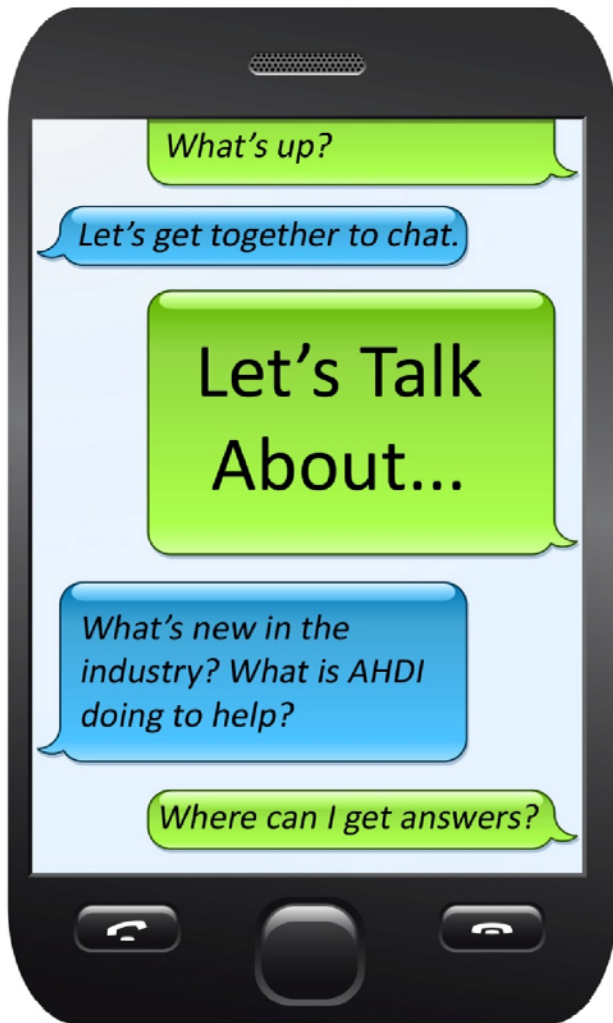 What’s up?
Let’s get together to chat.
Let’s Talk
About...
What’s new in the
industry? What is AHDI
doing to help?
Where can I get answers?